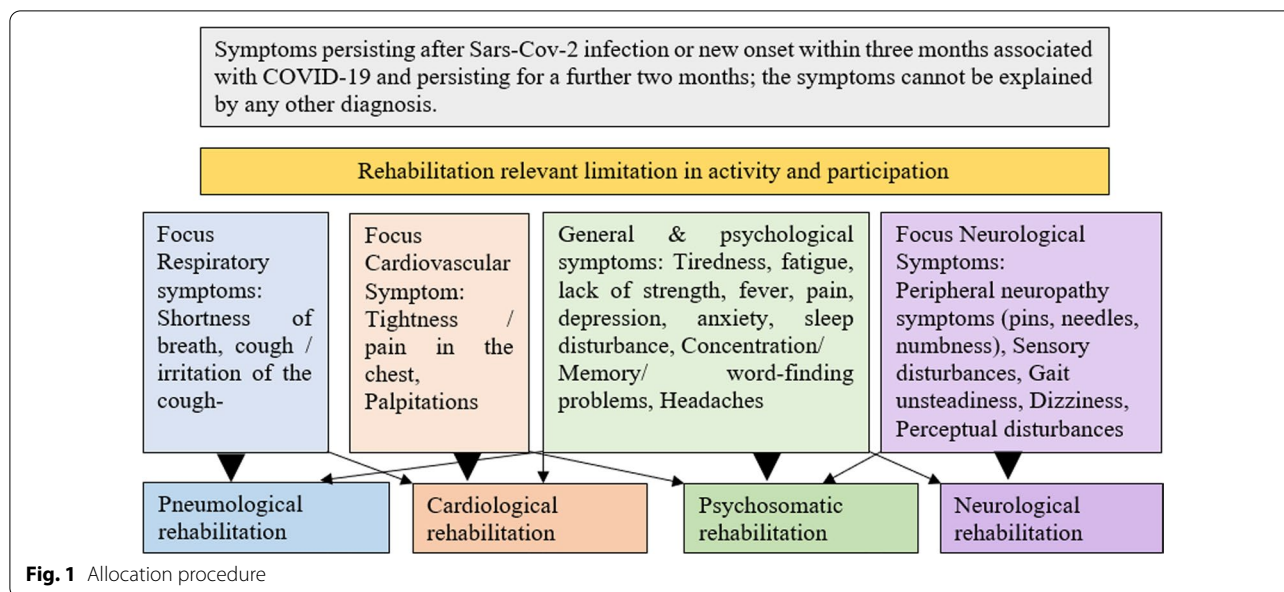 Symptoms persisting after Sars-Cov-2 infection or new onset within three months associated
with COVID-19 and persisting for a further two months; the symptoms cannot be explained
by any other diagnosis.
Rehabilitation relevant limitation in activity and participation
Focus
Respiratory
symptoms:
Shortness of
breath, cough /
irritation of the
cough-
Focus
Cardiovascular
Symptom:
Tightness /
pain in the
chest,
Palpitations
General & psychological
symptoms: Tiredness, fatigue,
lack of strength, fever, pain,
depression, anxiety, sleep
disturbance, Concentration/
Memory/ word-finding
problems, Headaches
Focus Neurological
Symptoms:
Peripheral neuropathy
symptoms (pins, needles,
numbness), Sensory
disturbances, Gait
unsteadiness, Dizziness,
Perceptual disturbances
Pneumological
rehabilitation
Cardiological
rehabilitation
Psychosomatic
rehabilitation
Neurological
rehabilitation
Fig. 1 Allocation procedure